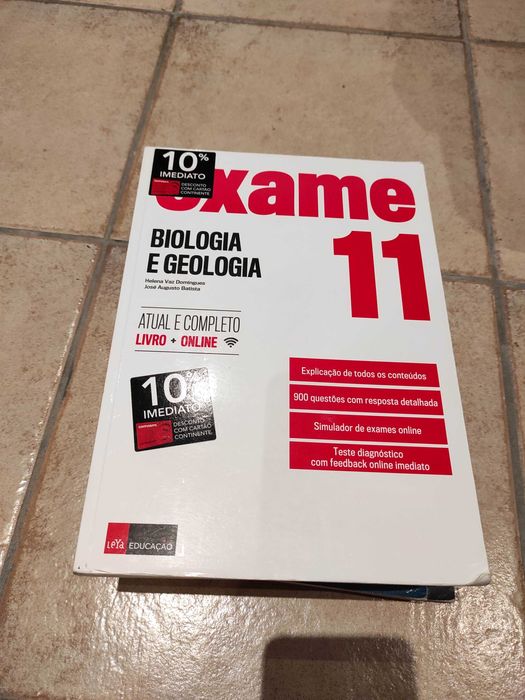 10%
IMEDIATO
DESCONTO
COM CARTÃO
CONTINENTE
exame
11
BIOLOGIA
E GEOLOGIA
Helena Vaz Domingues
José Augusto Batista
ATUAL E COMPLETO
LIVRO + ONLINE
10%
IMEDIATO
DESCONTO
COM CARTÃO
CONTINENTE
Explicação de todos os conteúdos
900 questões com resposta detalhada
Simulador de exames online
Teste diagnóstico
com feedback online imediato
LeYa EDUCAÇÃO